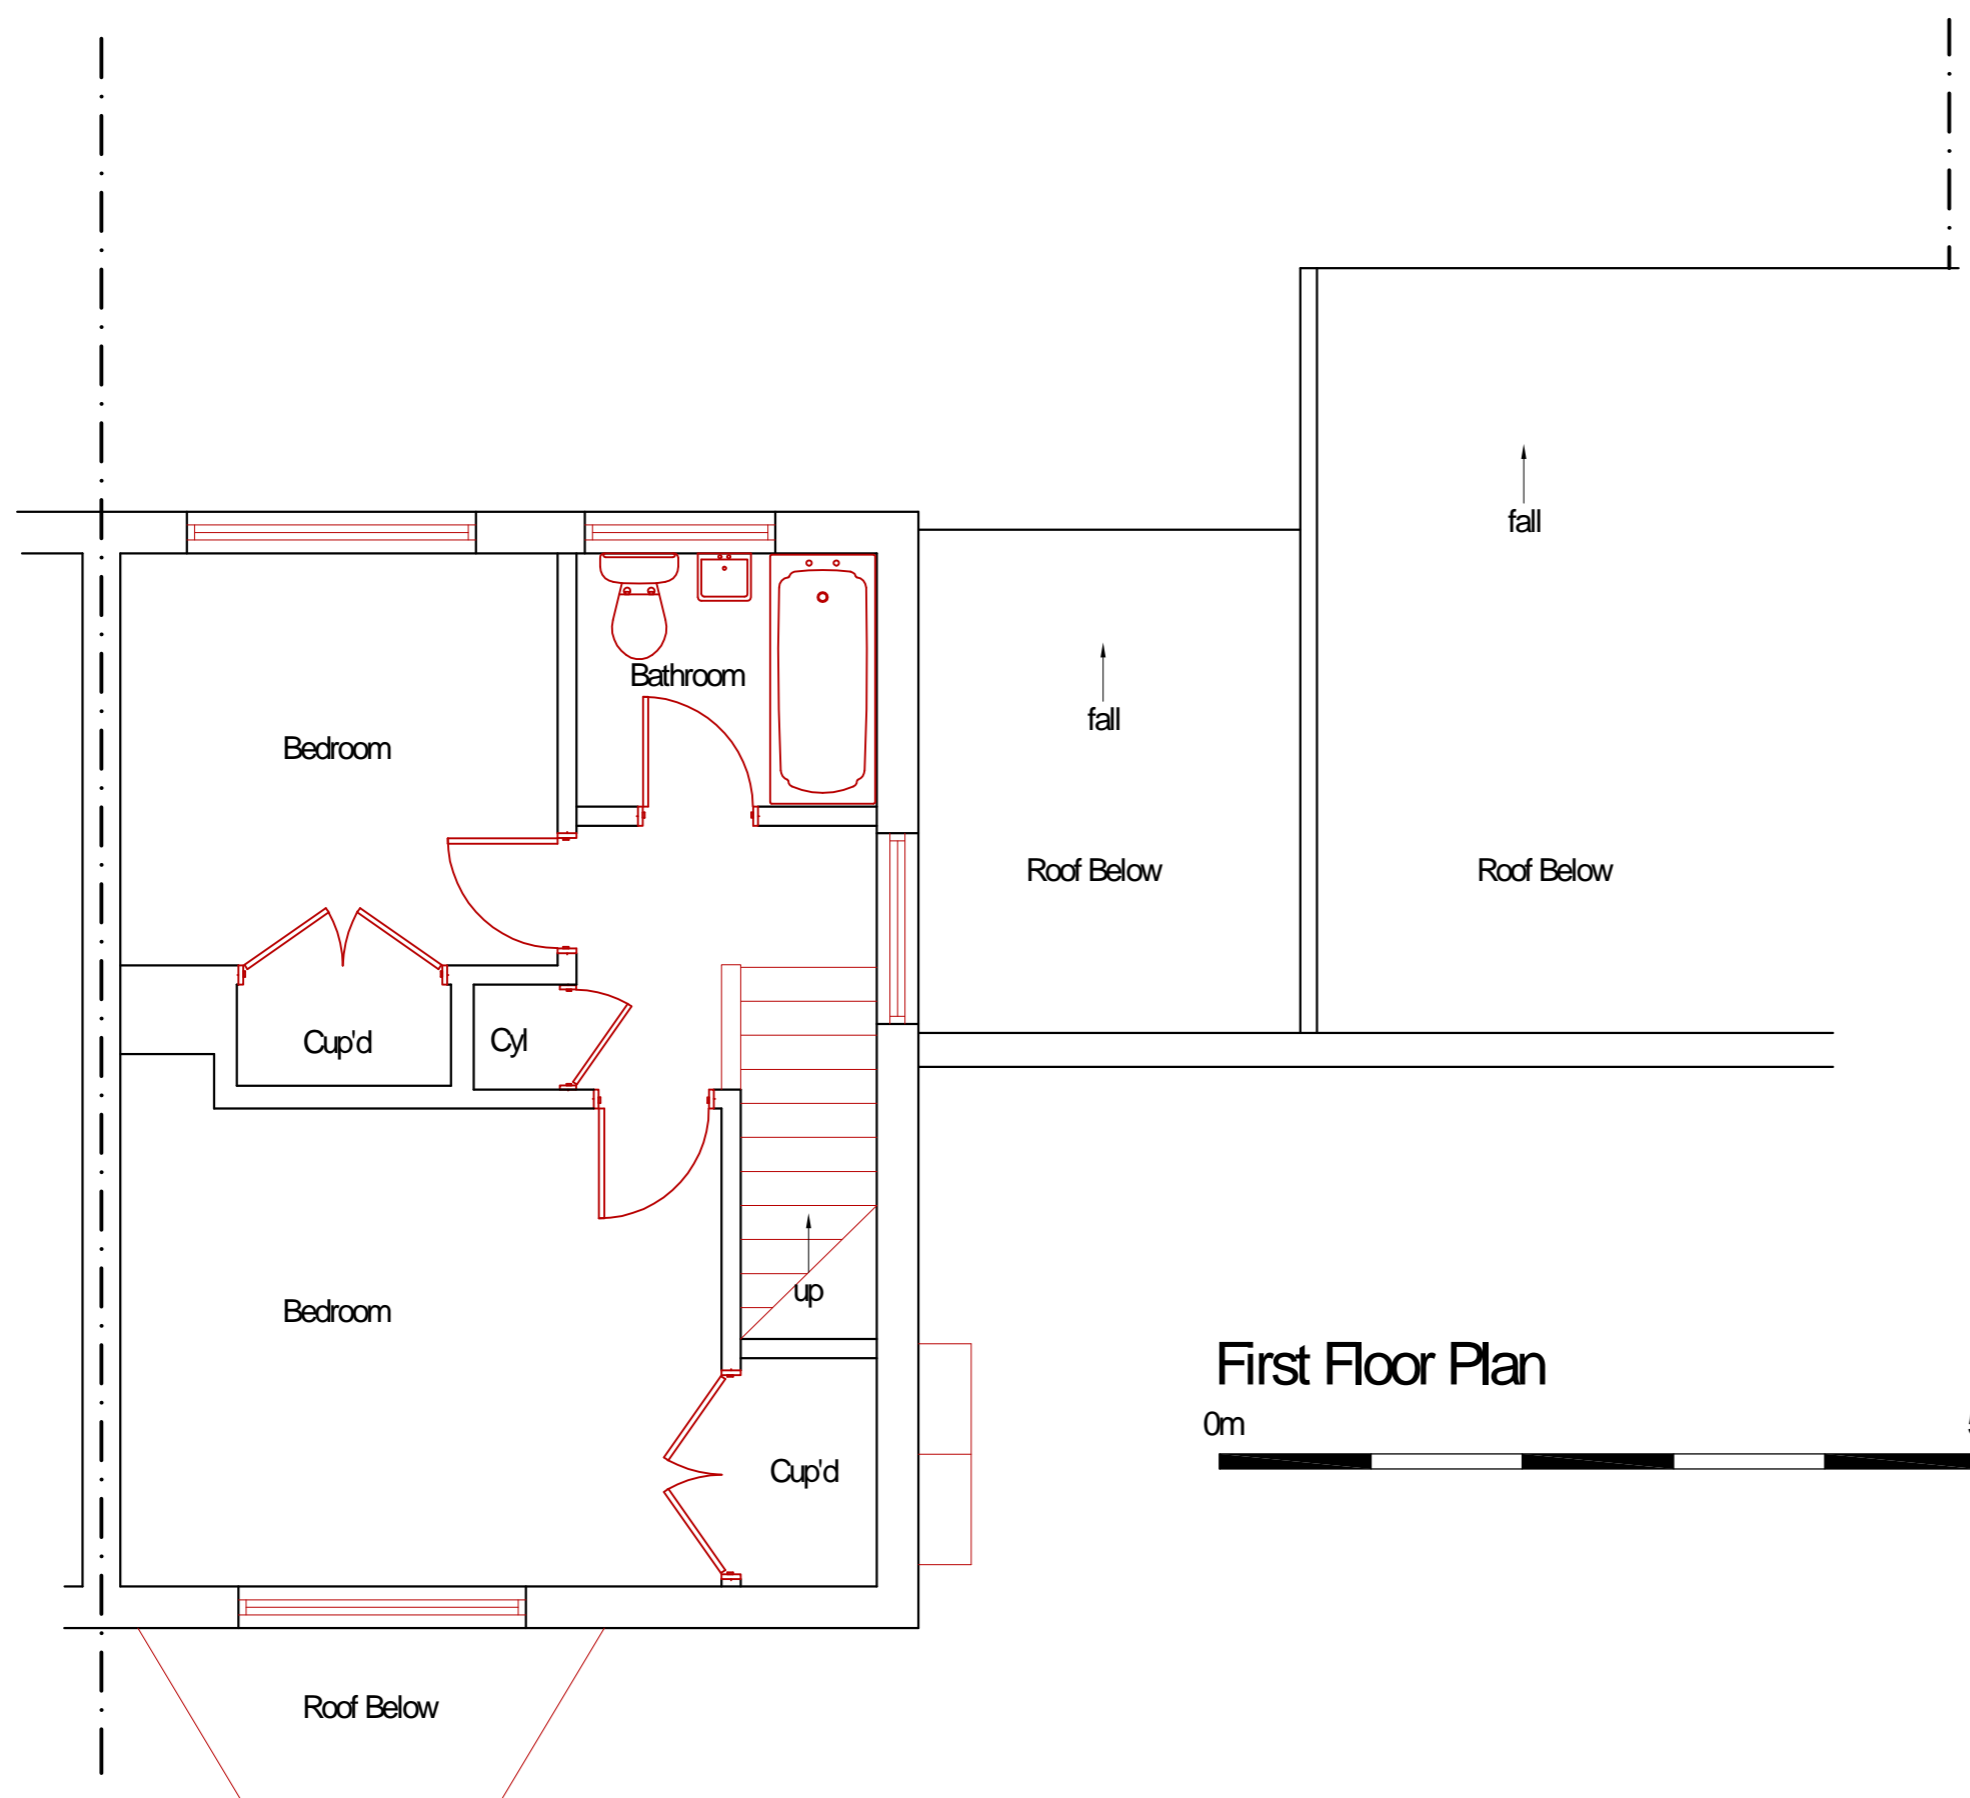 fall
Bathroom
fall
Bedroom
Roof Below
Roof Below
Cup'd
Cyl
up
Bedroom
First Floor Plan
0m
Cup'd
Roof Below